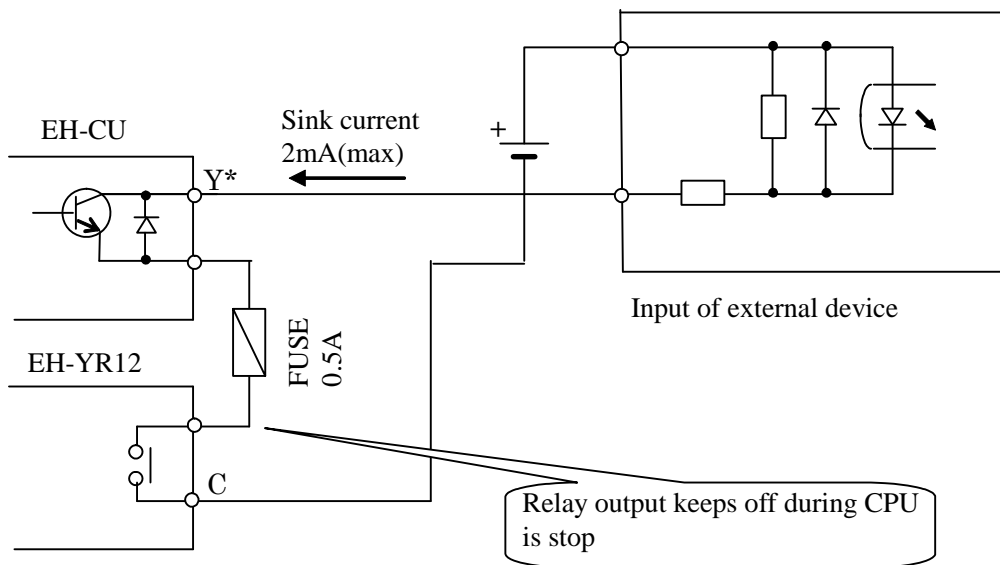 EH-CU
Sink current
2mA(max)
+
Y*
Input of external device
FUSE
0.5A
EH-YR12
C
Relay output keeps off during CPU
is stop